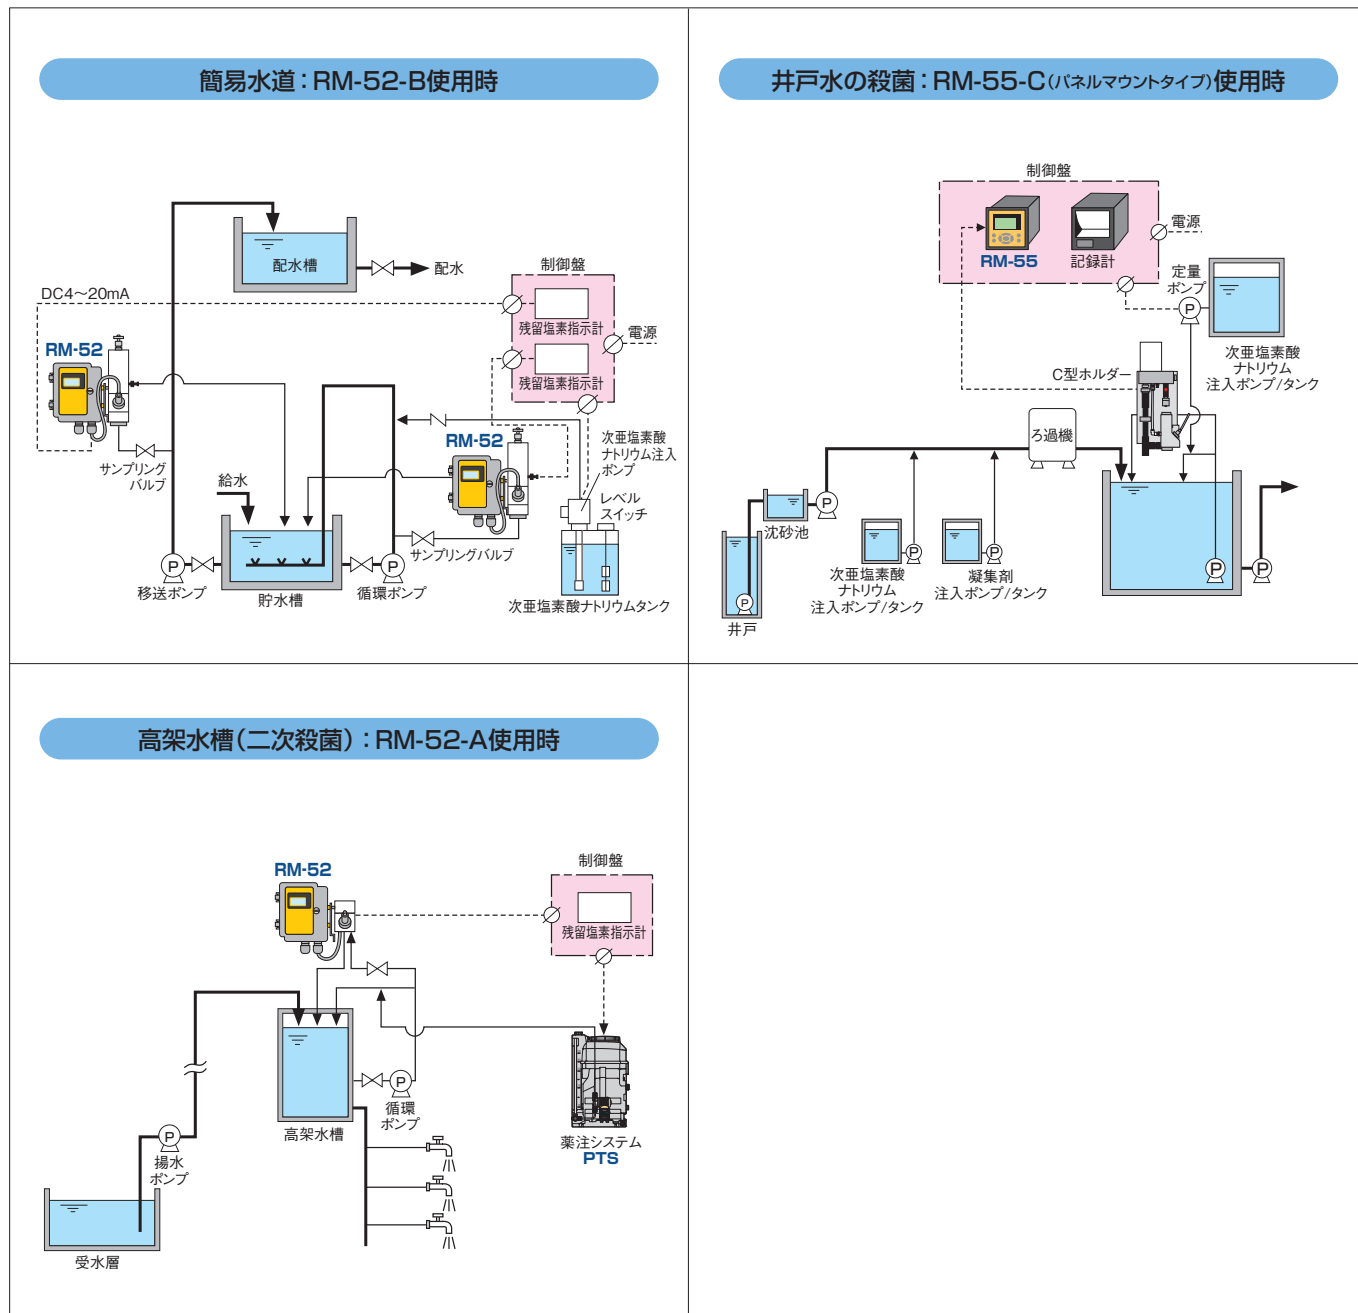 簡易水道：RM-52-B使用時
配水槽
配水
制御盤
DC4〜20mA
残留塩素指示計
電源
RM-52
残留塩素指示計
RM-52
次亜塩素酸
ナトリウム注入
ポンプ
サンプリング
バルブ
給水
レベル
スイッチ
サンプリングバルブ
P
P
移送ポンプ
貯水槽
循環ポンプ
次亜塩素酸ナトリウムタンク
井戸水の殺菌：RM-55-C（パネルマウントタイプ）使用時
制御盤
電源
RM-55
記録計
定量
ポンプ
P
次亜塩素酸
ナトリウム
注入ポンプ/タンク
C型ホルダー
ろ過機
P
沈砂池
P
P
P
P
次亜塩素酸
ナトリウム
注入ポンプ/タンク
凝集剤
注入ポンプ/タンク
P
井戸
高架水槽（二次殺菌）：RM-52-A使用時
RM-52
制御盤
残留塩素指示計
P
循環
ポンプ
高架水槽
P
揚水
ポンプ
薬注システム
PTS
受水層